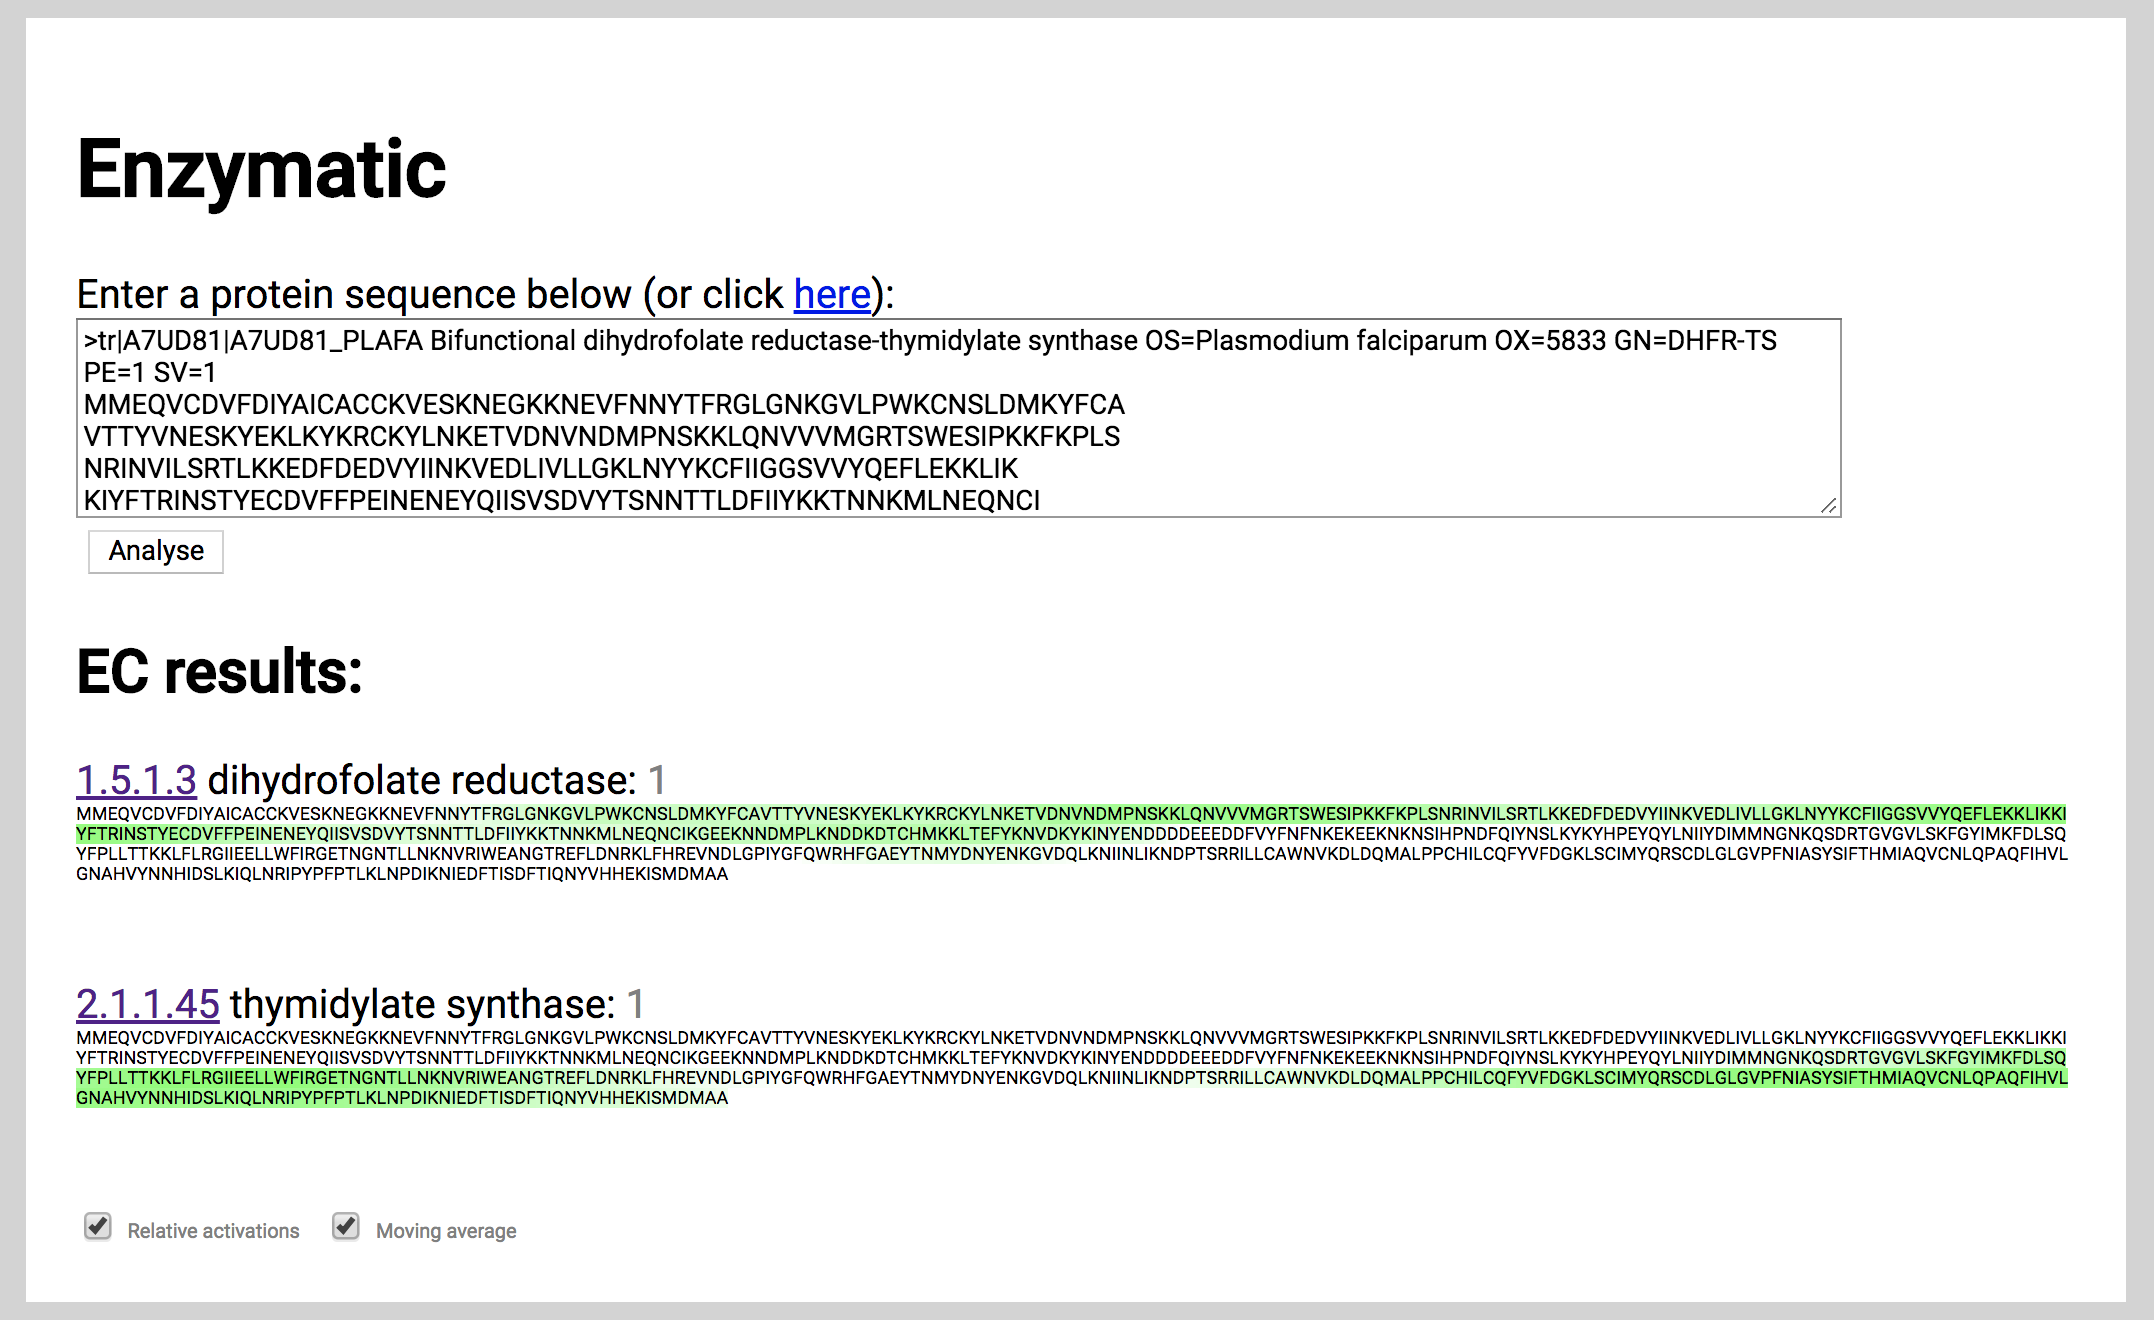 Enzymatic
Enter a protein sequence below (or click here):
>tr|A7UD81|A7UD81_PLAFA Bifunctional dihydrofolate reductase-thymidylate synthase OS=Plasmodium falciparum OX=5833 GN=DHFR-TS
PE=1 SV=1
MMEQVCDVFDIYAICACCKVESKNEGKKNEVFNNYTFRGLGNKGVLPWKCNSLDMKYFCA
VTTYVNESKYEKLKYKRCKYLNKETVDNVNDMPNSKKLQNVVVMGRTSWESIPKKFKPLS
NRINVILSRTLKKEDFDEDVYIINKVEDLIVLLGKLNYYKCFIIGGSVVYQEFLEKKLIK
KIYFTRINSTYECDVFFPEINENEYQIISVSDVYTSNNTTLDFIIYKKTNNKMLNEQNCI
Analyse
EC results:
1.5.1.3 dihydrofolate reductase: 1
MMEQVCDVFDIYAICACCKVESKNEGKKNEVFNNYTFRGLGNKGVLPWKCNSLDMKYFCAVTTYVNESKYEKLKYKRCKYLNKETVDNVNDMPNSKKLQNVVVMGRTSWESIPKKFKPLSNRINVILSRTLKKEDFDEDVYIINKVEDLIVLLGKLNYYKCFIIGGSVVYQEFLEKKLIKKI
YFTRINSTYECDVFFPEINENEYQIISVSDVYTSNNTTLDFIIYKKTNNKMLNEQNCIKGEEKNNDMPLKNDDKDTCHMKKLTEFYKNVDKYKINYENDDDDEEEDDFVYFNFNKEKEEKNKNSIHPNDFQIYNSLKYKYHPEYQYLNIIYDIMMNGNKQSDRTGVGVLSKFGYIMKFDLSQ
YFPLLTTKKLFLRGIIEELLWFIRGETNGNTLLNKNVRIWEANGTREFLDNRKLFHREVNDLGPIYGFQWRHFGAEYTNMYDNYENKGVDQLKNIINLIKNDPTSRRILLCAWNVKDLDQMALPPCHILCQFYVFDGKLSCIMYQRSCDLGLGVPFNIASYSIFTHMIAQVCNLQPAQFIHVL
GNAHVYNNHIDSLKIQLNRIPYPFPTLKLNPDIKNIEDFTISDFTIQNYVHHEKISMDMAA
2.1.1.45 thymidylate synthase: 1
MMEQVCDVFDIYAICACCKVESKNEGKKNEVFNNYTFRGLGNKGVLPWKCNSLDMKYFCAVTTYVNESKYEKLKYKRCKYLNKETVDNVNDMPNSKKLQNVVVMGRTSWESIPKKFKPLSNRINVILSRTLKKEDFDEDVYIINKVEDLIVLLGKLNYYKCFIIGGSVVYQEFLEKKLIKKI
YFTRINSTYECDVFFPEINENEYQIISVSDVYTSNNTTLDFIIYKKTNNKMLNEQNCIKGEEKNNDMPLKNDDKDTCHMKKLTEFYKNVDKYKINYENDDDDEEEDDFVYFNFNKEKEEKNKNSIHPNDFQIYNSLKYKYHPEYQYLNIIYDIMMNGNKQSDRTGVGVLSKFGYIMKFDLSQ
YFPLLTTKKLFLRGIIEELLWFIRGETNGNTLLNKNVRIWEANGTREFLDNRKLFHREVNDLGPIYGFQWRHFGAEYTNMYDNYENKGVDQLKNIINLIKNDPTSRRILLCAWNVKDLDQMALPPCHILCQFYVFDGKLSCIMYQRSCDLGLGVPFNIASYSIFTHMIAQVCNLQPAQFIHVL
GNAHVYNNHIDSLKIQLNRIPYPFPTLKLNPDIKNIEDFTISDFTIQNYVHHEKISMDMAA
Relative activations Moving average